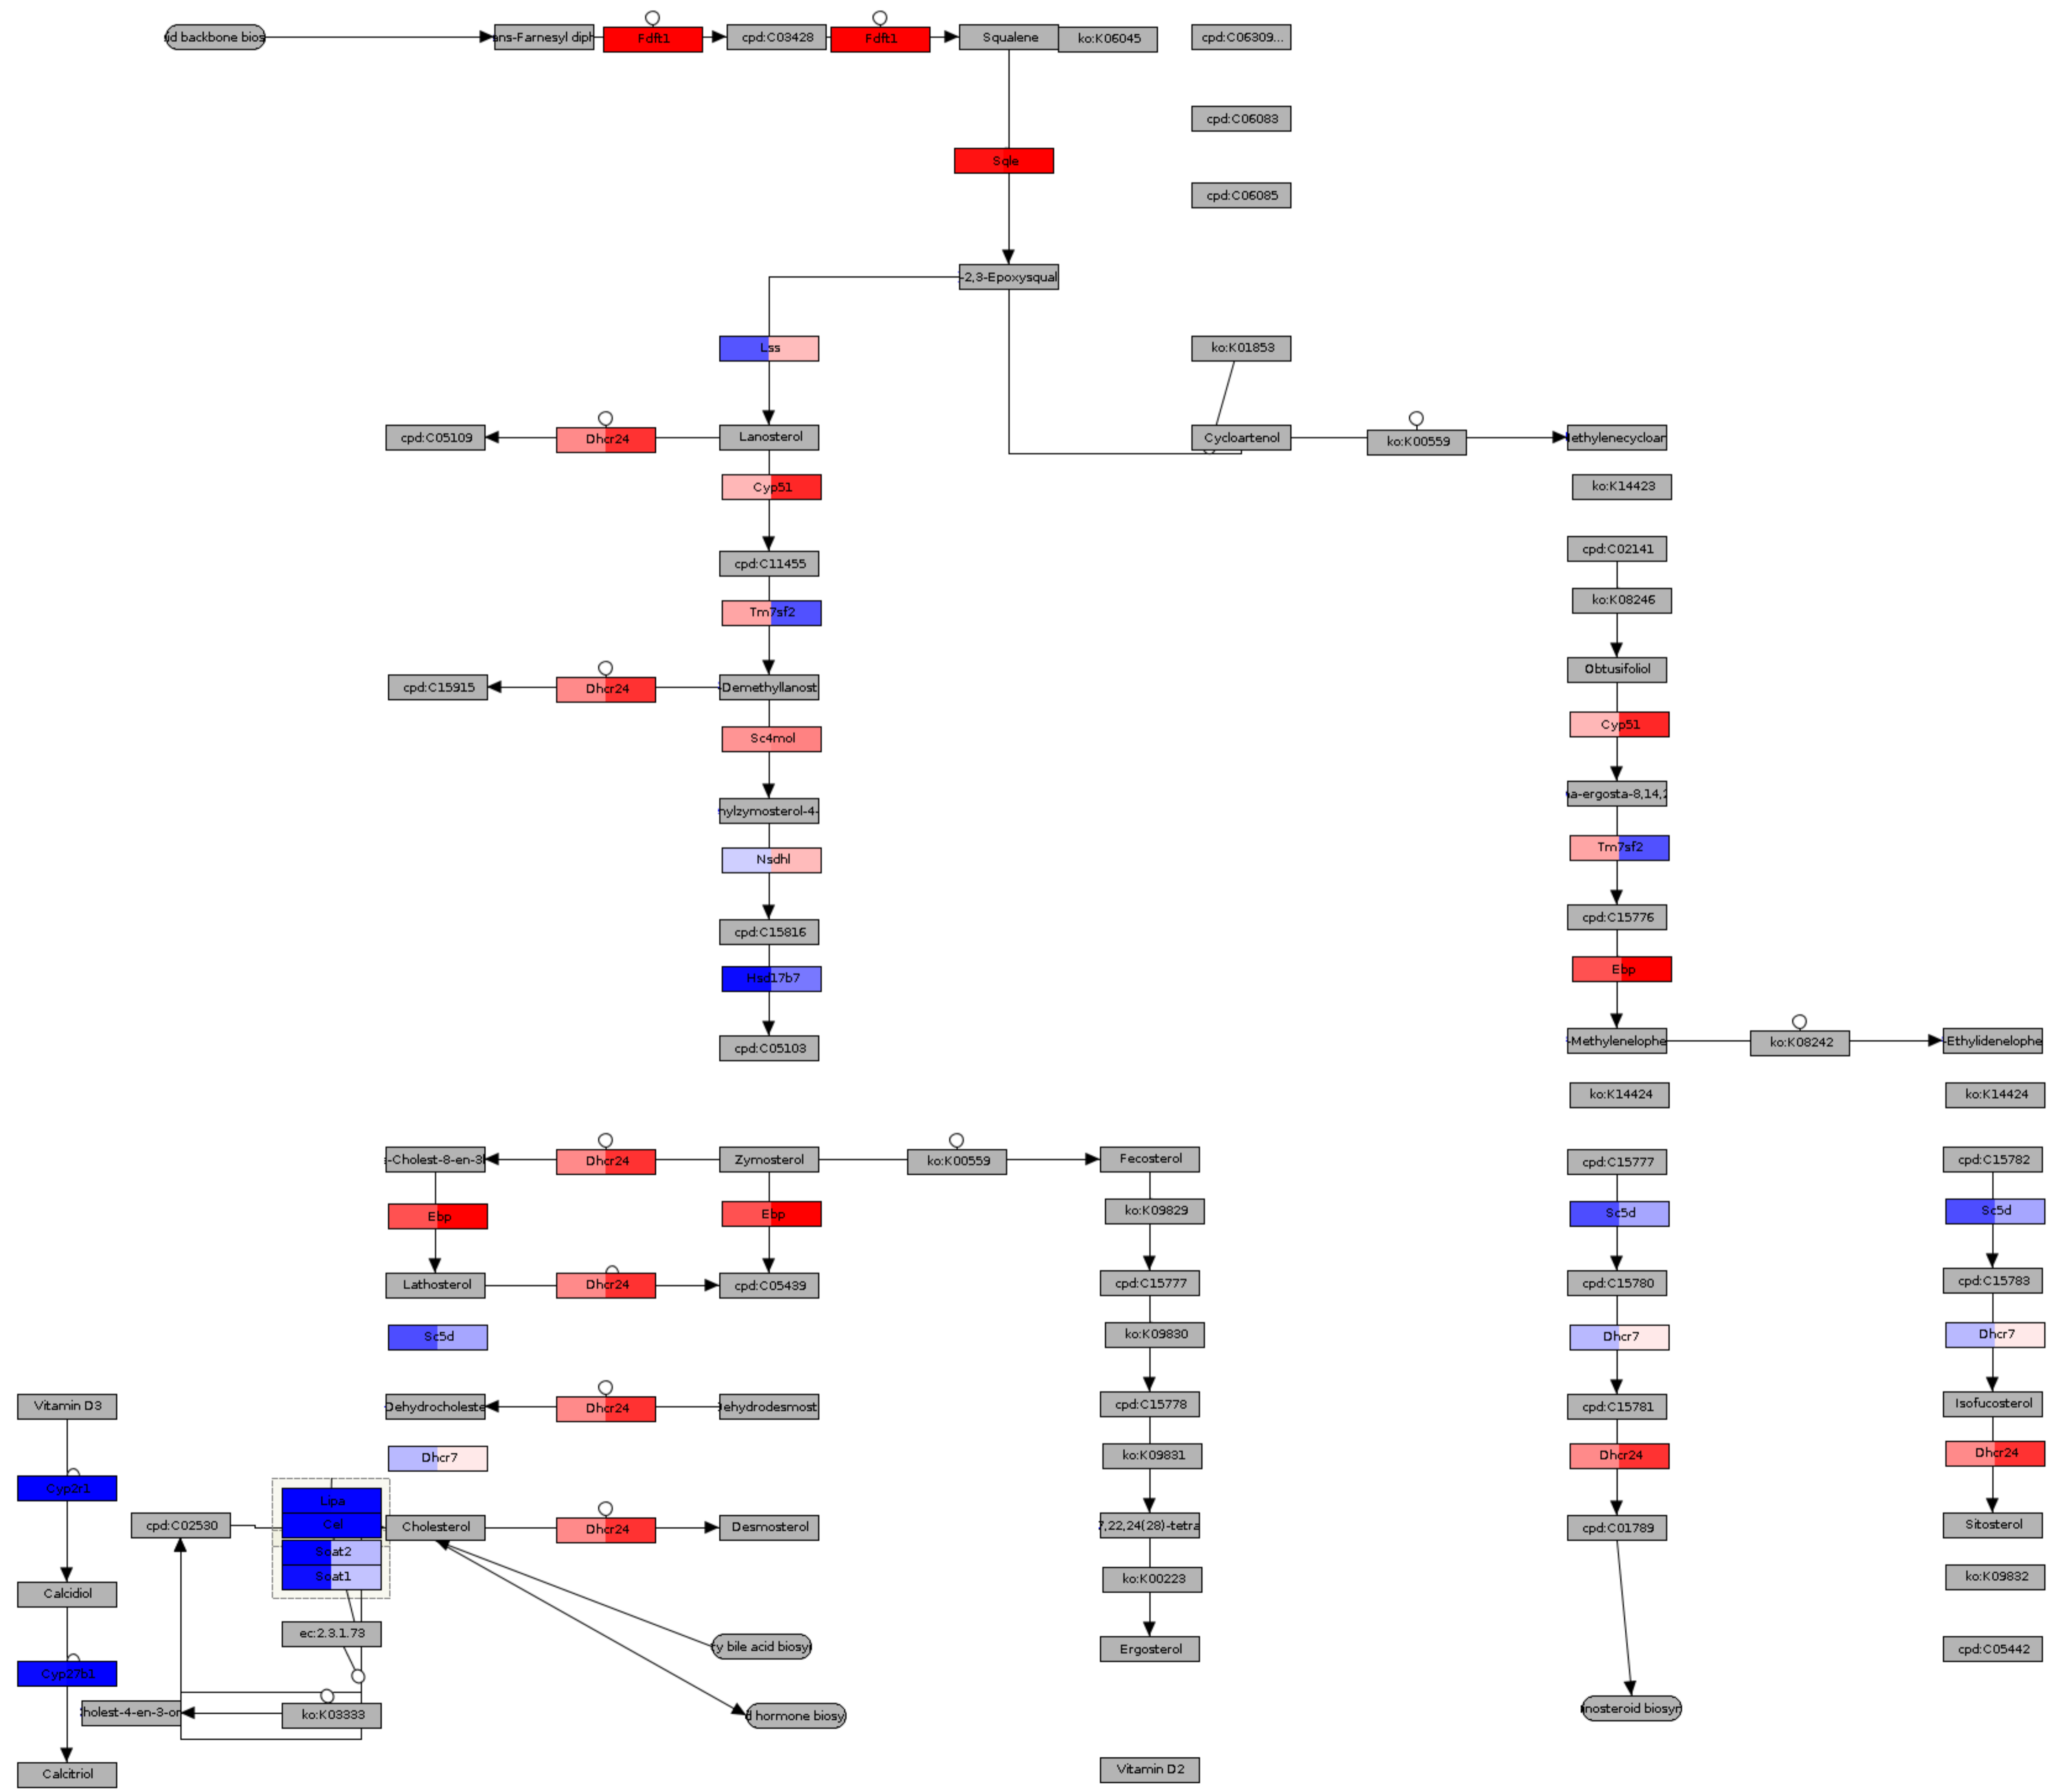 id backbone bios
ans-Farnesyl diph
Fdft1
cpd:C03428
Fdft1
Squalene
ko:K06045
cpd:C06309...
cpd:C06083
Sqle
cpd:C06085
-2,3-Epoxysqual
Lss
ko:K01853
cpd:C05109
Dhcr24
Lanosterol
Cycloartenol
ko:K00559
lethylenecycloar
Cyp51
ko:K14423
cpd:C11455
cpd:C02141
Tm7sf2
ko:K08246
cpd:C15915
Dhcr24
Demethyllanost
Obtusifoliol
Sc4mol
Cyp51
nylzymosterol-4-
na-ergosta-8,14,2
Nsdhl
Tm7sf2
cpd:C15816
cpd:C15776
Hsd17b7
Ebp
cpd:C05103
-Methylenelophe
ko:K08242
-Ethylidenelophe
ko:K14424
ko:K14424
-Cholest-8-en-3l
Dhcr24
Zymosterol
ko:K00559
Fecosterol
cpd:C15777
cpd:C15782
Ebp
Ebp
ko:K09829
Sc5d
Sc5d
Lathosterol
Dhcr24
cpd:C05439
cpd:C15777
cpd:C15780
cpd:C15783
Sc5d
ko:K09830
Dhcr7
Dhcr7
Vitamin D3
Dehydrocholeste
Dhcr24
lehydrodesmost
cpd:C15778
cpd:C15781
Isofucosterol
Dhcr7
ko:K09831
Dhcr24
Dhcr24
Cyp2r1
Lipa
cpd:C02530
Cel
Cholesterol
Dhcr24
Desmosterol
7,22,24(28)-tetra
cpd:C01789
Sitosterol
Soat2
Soat1
ko:K00223
ko:K09832
Calcidiol
ec:2.3.1.73
y bile acid biosyn
Ergosterol
cpd:C05442
Cyp27b1
holest-4-en-3-or
ko:K03333
d hormone biosy
nosteroid biosyr
Calcitriol
Vitamin D2